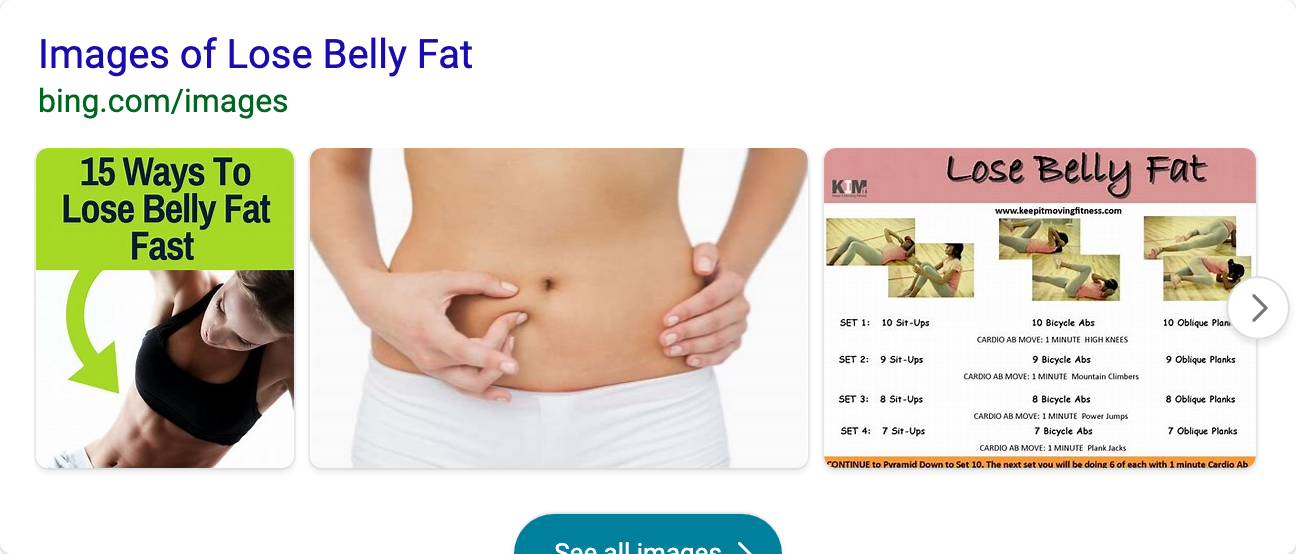 Images of Lose Belly Fat
bing.com/images
15 Ways To
Lose Belly Fat
Fast
Lose Belly Fat
KIM
www.keepitmovingfitness.com
SET 1: 10 Sit-Ups 10 Bicycle Abs 10 Oblique
CARDIO AB MOVE: 1 MINUTE HIGH KNEES
SET 2: 9 Sit-Ups 9 Bicycle Abs 9 Oblique Planks
CARDIO AB MOVE: 1 MINUTE Mountain Climbers
SET 3: 8 Sit-Ups 8 Bicycle Abs 8 Oblique Planks
CARDIO AB MOVE: 1 MINUTE Power Jumps
SET 4: 7 Sit-Ups 7 Bicycle Abs 7 Oblique Planks
CARDIO AB MOVE: 1 MINUTE Plank Jacks
CONTINUE to Pyramid Down to Set 10. The next set you will be doing 6 of each with 1 minute Cardio Ab
See all images